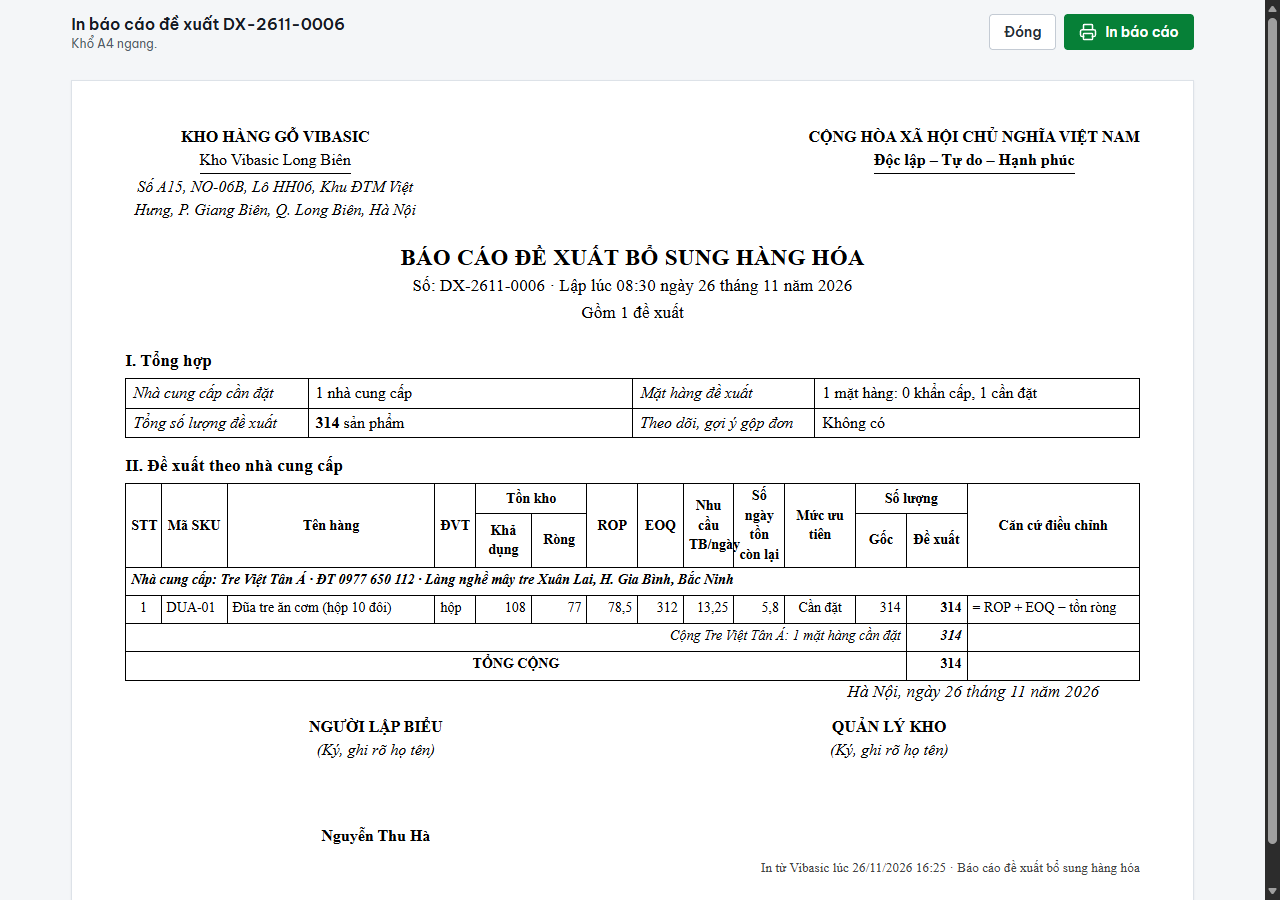 In báo cáo đề xuất DX-2611-0006
Khổ A4 ngang.
Đóng
In báo cáo
KHO HÀNG GỖ VIBASIC
Kho Vibasic Long Biên
Số A15, NO-06B, Lô HH06, Khu ĐTM Việt
Hưng, P. Giang Biên, Q. Long Biên, Hà Nội
CỘNG HÒA XÃ HỘI CHỦ NGHĨA VIỆT NAM
Độc lập – Tự do – Hạnh phúc
BÁO CÁO ĐỀ XUẤT BỔ SUNG HÀNG HÓA
Số: DX-2611-0006 · Lập lúc 08:30 ngày 26 tháng 11 năm 2026
Gồm 1 đề xuất
I. Tổng hợp
Nhà cung cấp cần đặt 1 nhà cung cấp Mặt hàng đề xuất 1 mặt hàng: 0 khẩn cấp, 1 cần đặt
Tổng số lượng đề xuất 314 sản phẩm Theo dõi, gợi ý gộp đơn Không có
II. Đề xuất theo nhà cung cấp
STT Mã SKU Tên hàng ĐVT Tồn kho ROP EOQ Nhu cầu TB/ngày Số ngày tồn còn lại Mức ưu tiên Số lượng Căn cứ điều chỉnh
Khả dụng Ròng Gốc Đề xuất
Nhà cung cấp: Tre Việt Tân Á · ĐT 0977 650 112 · Làng nghề mây tre Xuân Lai, H. Gia Bình, Bắc Ninh
1 DUA-01 Đũa tre ăn cơm (hộp 10 đôi) hộp 108 77 78,5 312 13,25 5,8 Cần đặt 314 314 = ROP + EOQ − tồn ròng
Cộng Tre Việt Tân Á: 1 mặt hàng cần đặt 314
TỔNG CỘNG 314
Hà Nội, ngày 26 tháng 11 năm 2026
NGƯỜI LẬP BIỂU
(Ký, ghi rõ họ tên)
QUẢN LÝ KHO
(Ký, ghi rõ họ tên)
Nguyễn Thu Hà
In từ Vibasic lúc 26/11/2026 16:25 · Báo cáo đề xuất bổ sung hàng hóa